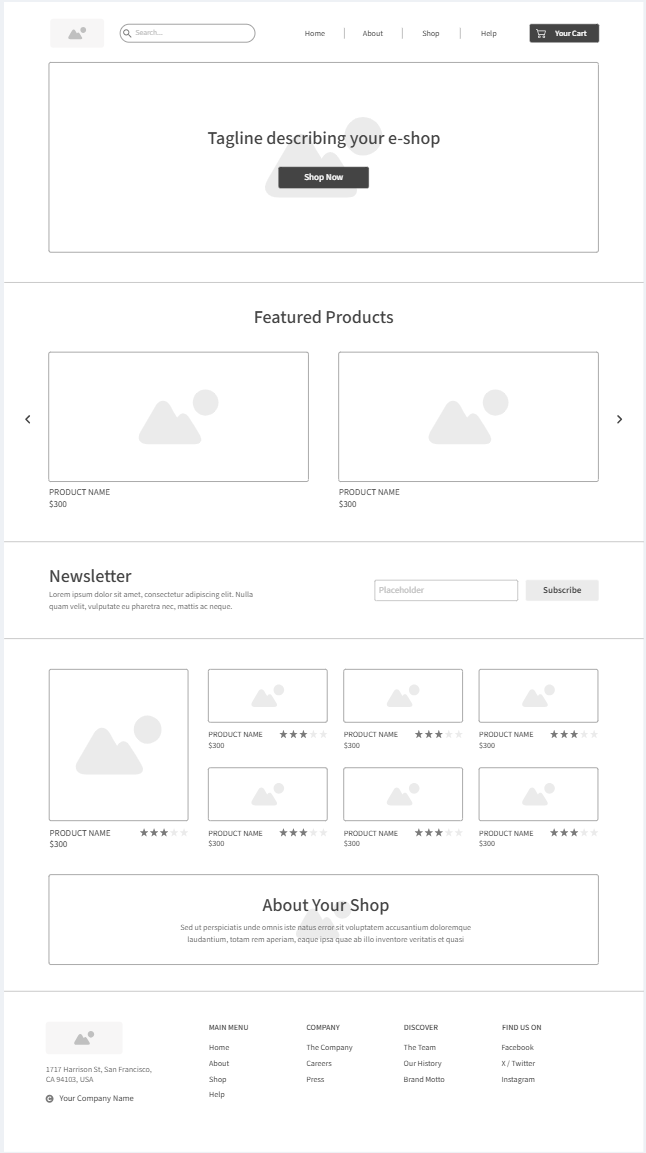 Search...
Home
About
Shop
Help
Your Cart
Tagline describing your e-shop
Shop Now
Featured Products
PRODUCT NAME
$300
PRODUCT NAME
$300
Newsletter
Lorem ipsum dolor sit amet, consectetur adipiscing elit. Nulla
quam velit, vulputate eu pharetra nec, mattis ac neque.
Placeholder
Subscribe
PRODUCT NAME
$300
PRODUCT NAME
$300
PRODUCT NAME
$300
PRODUCT NAME
$300
PRODUCT NAME
$300
PRODUCT NAME
$300
PRODUCT NAME
$300
About Your Shop
Sed ut perspiciatis unde omnis iste natus error sit voluptatem accusantium doloremque
laudantium, totam rem aperiam, eaque ipsa quae ab illo inventore veritatis et quasi
1717 Harrison St, San Francisco,
CA 94103, USA
C Your Company Name
MAIN MENU
Home
About
Shop
Help
COMPANY
The Company
Careers
Press
DISCOVER
The Team
Our History
Brand Motto
FIND US ON
Facebook
X / Twitter
Instagram